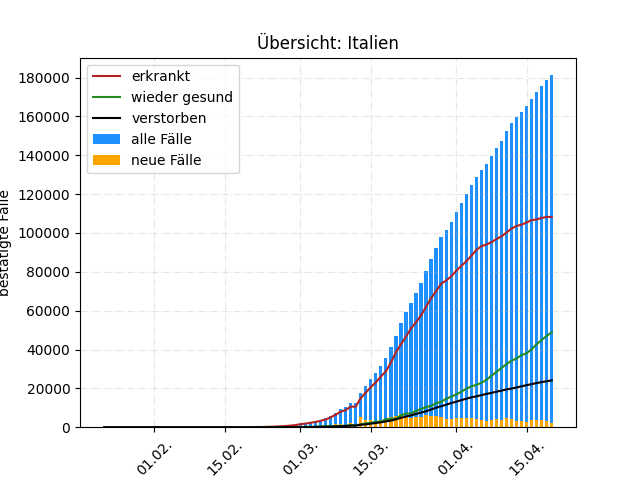 Übersicht: Italien
erkrankt
wieder gesund
verstorben
alle Fälle
neue Fälle
bestätigte Fälle
180000
160000
140000
120000
100000
80000
60000
40000
20000
0
01.02.
15.02.
01.03.
15.03.
01.04.
15.04.